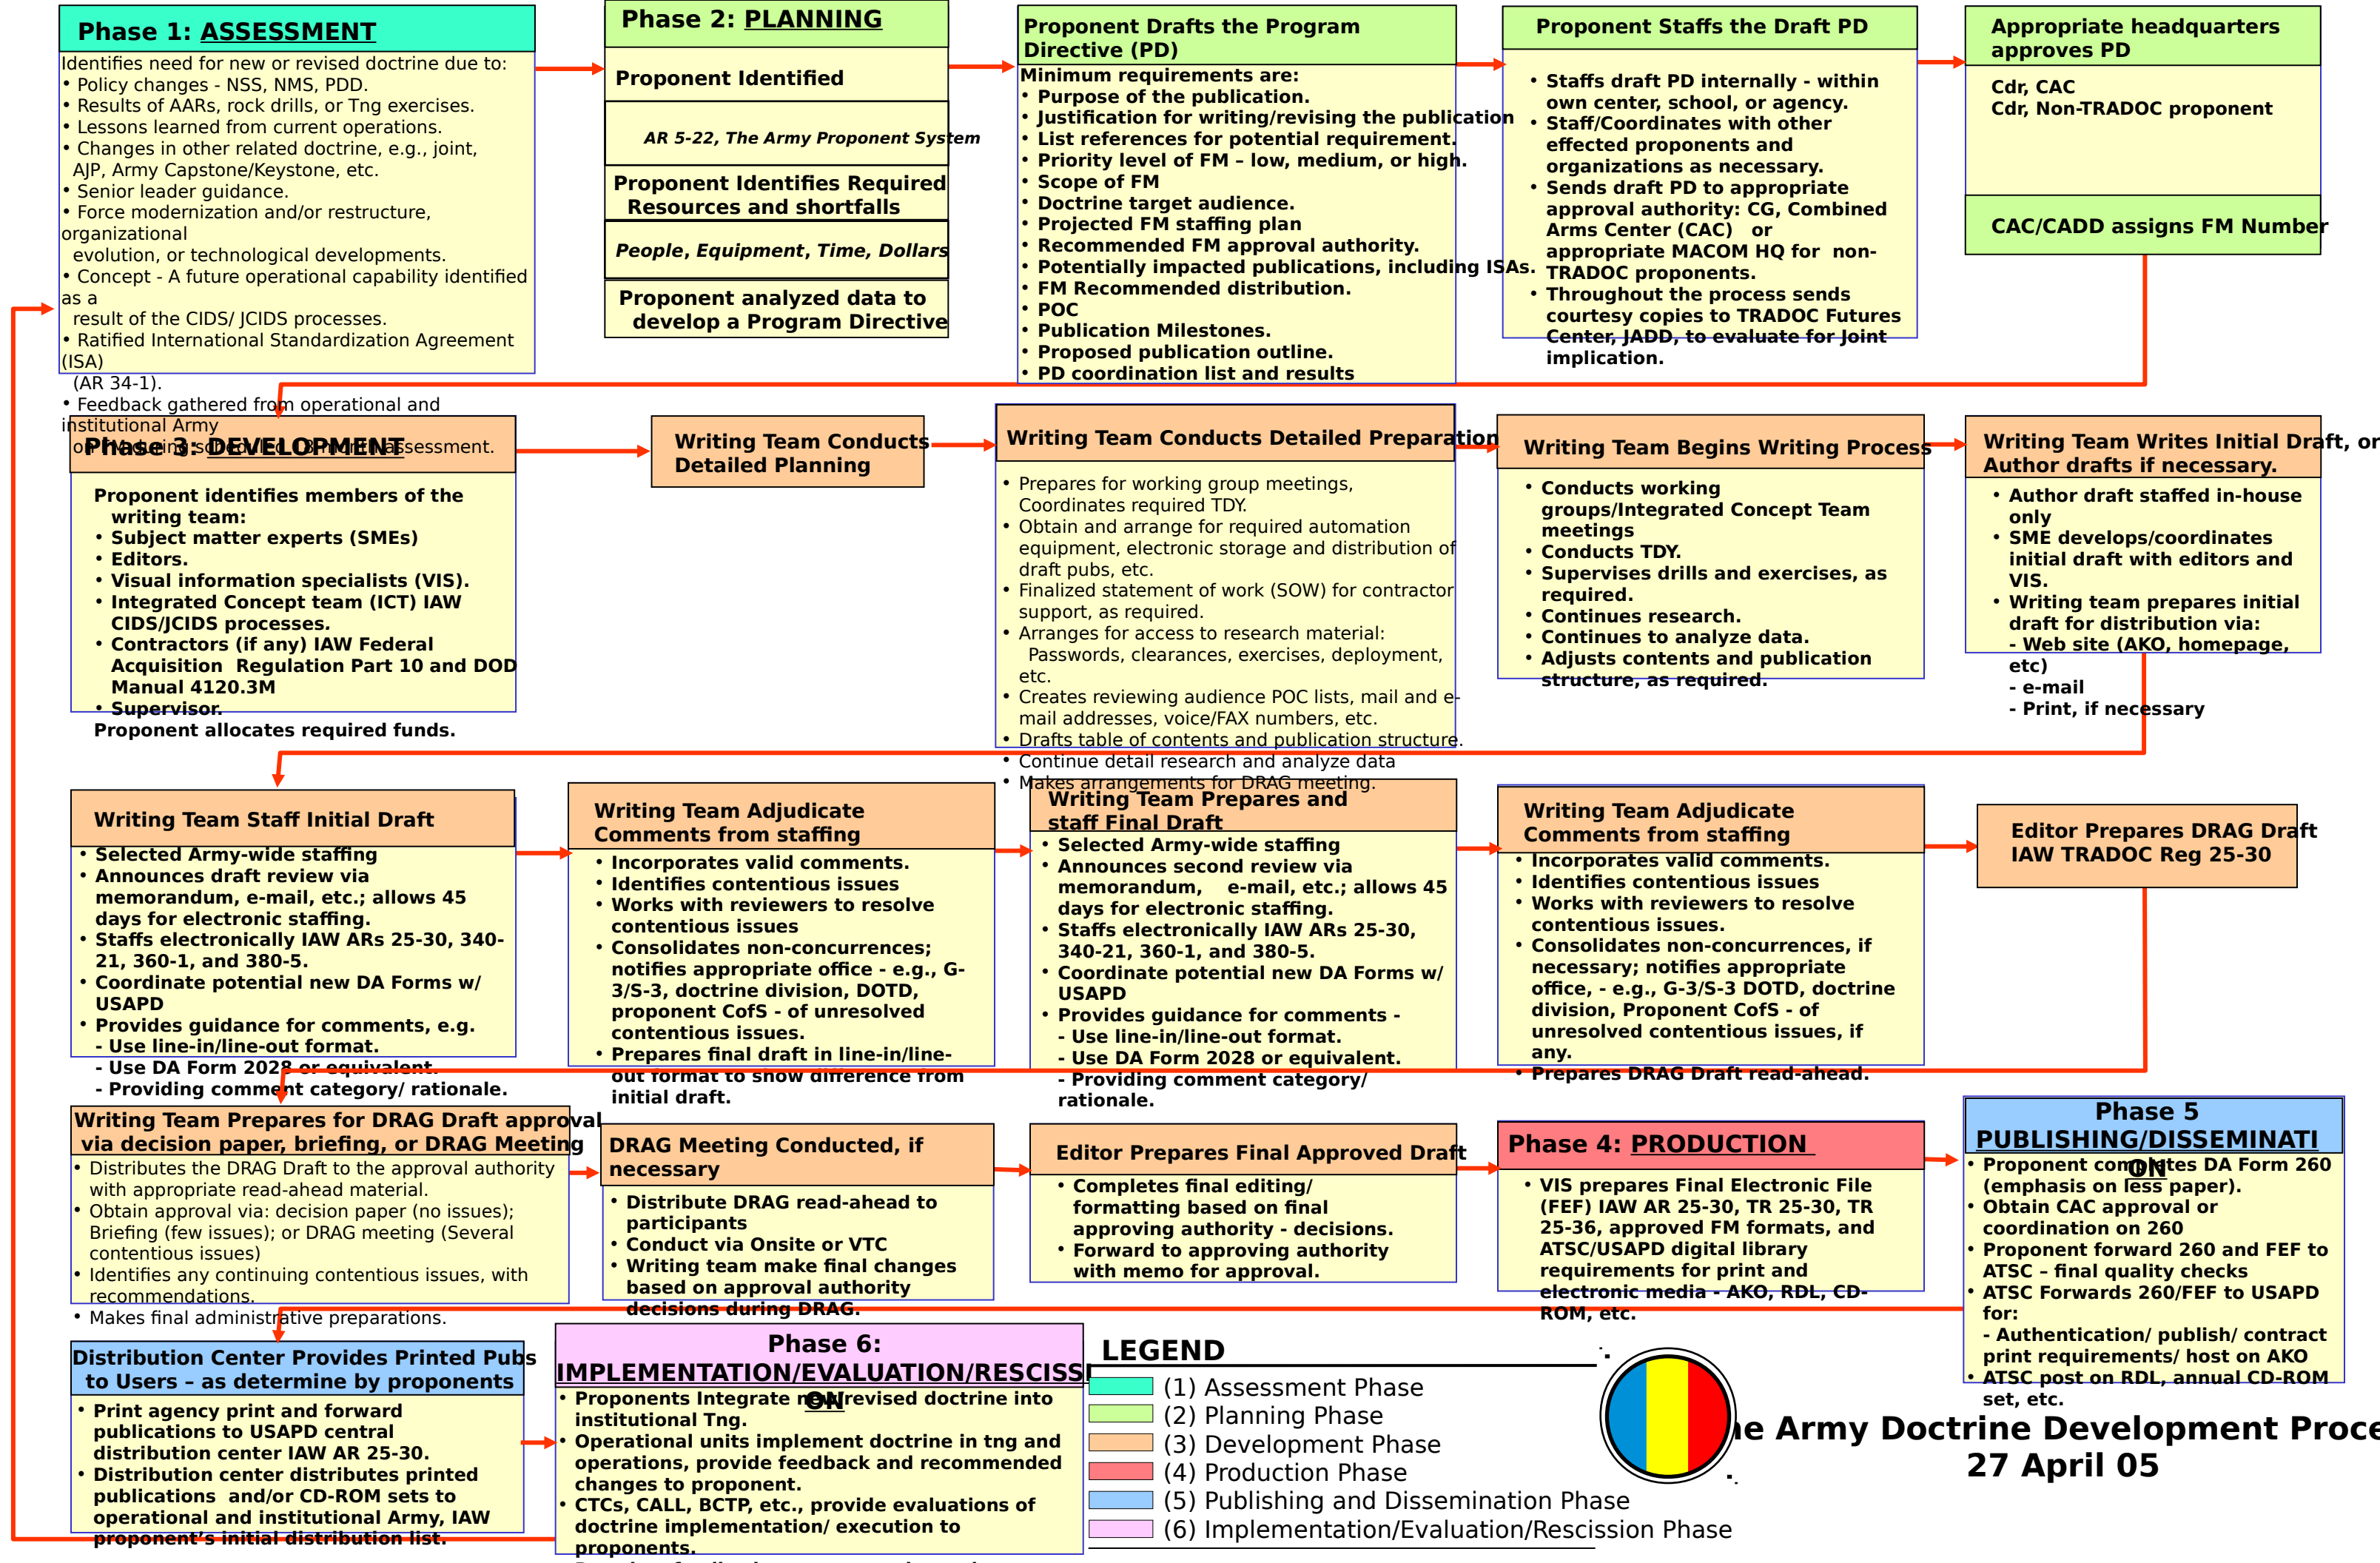 Phase 1: ASSESSMENT
Identifies need for new or revised doctrine due to:
• Policy changes - NSS, NMS, PDD.
• Results of AARs, rock drills, or Tng exercises.
• Lessons learned from current operations.
• Changes in other related doctrine, e.g., joint,
AJP, Army Capstone/Keystone, etc.
• Senior leader guidance.
• Force modernization and/or restructure,
organizational
evolution, or technological developments.
• Concept - A future operational capability identified
as a
result of the CIDS/ JCIDS processes.
• Ratified International Standardization Agreement
(ISA)
(AR 34-1).
• Feedback gathered from operational and
institutional Army
assessment.
Phase 2: PLANNING
Proponent Identified
AR 5-22, The Army Proponent System
Proponent Identifies Required
Resources and shortfalls
People, Equipment, Time, Dollars
Proponent analyzed data to
develop a Program Directive
Proponent Drafts the Program
Directive (PD)
Minimum requirements are:
• Purpose of the publication.
• Justification for writing/revising the publication
• List references for potential requirement.
• Priority level of FM – low, medium, or high.
• Scope of FM
• Doctrine target audience.
• Projected FM staffing plan
• Recommended FM approval authority.
• Potentially impacted publications, including ISAs.
• FM Recommended distribution.
• POC
• Publication Milestones.
• Proposed publication outline.
• PD coordination list and results
Proponent Staffs the Draft PD
• Staffs draft PD internally - within
own center, school, or agency.
• Staff/Coordinates with other
effected proponents and
organizations as necessary.
• Sends draft PD to appropriate
approval authority: CG, Combined
Arms Center (CAC) or
appropriate MACOM HQ for non-
TRADOC proponents.
• Throughout the process sends
courtesy copies to TRADOC Futures
Center, JADD, to evaluate for Joint
implication.
Appropriate headquarters
approves PD
Cdr, CAC
Cdr, Non-TRADOC proponent
CAC/CADD assigns FM Number
Phase 3: DEVELOPMENT
Proponent identifies members of the
writing team:
• Subject matter experts (SMEs)
• Editors.
• Visual information specialists (VIS).
• Integrated Concept team (ICT) IAW
CIDS/JCIDS processes.
• Contractors (if any) IAW Federal
Acquisition Regulation Part 10 and DOD
Manual 4120.3M
• Supervisor.
Proponent allocates required funds.
Writing Team Conducts
Detailed Planning
Writing Team Conducts Detailed Preparation
• Prepares for working group meetings,
Coordinates required TDY.
• Obtain and arrange for required automation
equipment, electronic storage and distribution of
draft pubs, etc.
• Finalized statement of work (SOW) for contractor
support, as required.
• Arranges for access to research material:
Passwords, clearances, exercises, deployment,
etc.
• Creates reviewing audience POC lists, mail and e-
mail addresses, voice/FAX numbers, etc.
• Drafts table of contents and publication structure.
• Continue detail research and analyze data
• Makes arrangements for DRAG meeting.
Writing Team Begins Writing Process
• Conducts working
groups/Integrated Concept Team
meetings
• Conducts TDY.
• Supervises drills and exercises, as
required.
• Continues research.
• Continues to analyze data.
• Adjusts contents and publication
structure, as required.
Writing Team Writes Initial Draft, or
Author drafts if necessary.
• Author draft staffed in-house
only
• SME develops/coordinates
initial draft with editors and
VIS.
• Writing team prepares initial
draft for distribution via:
- Web site (AKO, homepage,
etc)
- e-mail
- Print, if necessary
Writing Team Staff Initial Draft
• Selected Army-wide staffing
• Announces draft review via
memorandum, e-mail, etc.; allows 45
days for electronic staffing.
• Staffs electronically IAW ARs 25-30, 340-
21, 360-1, and 380-5.
• Coordinate potential new DA Forms w/
USAPD
• Provides guidance for comments, e.g.
- Use line-in/line-out format.
- Use DA Form 2028 or equivalent.
- Providing comment category/ rationale.
Writing Team Adjudicate
Comments from staffing
• Incorporates valid comments.
• Identifies contentious issues
• Works with reviewers to resolve
contentious issues
• Consolidates non-concurrences;
notifies appropriate office - e.g., G-
3/S-3, doctrine division, DOTD,
proponent CofS - of unresolved
contentious issues.
• Prepares final draft in line-in/line-
out format to show difference from
initial draft.
Writing Team Prepares and
staff Final Draft
• Selected Army-wide staffing
• Announces second review via
memorandum, e-mail, etc.; allows 45
days for electronic staffing.
• Staffs electronically IAW ARs 25-30,
340-21, 360-1, and 380-5.
• Coordinate potential new DA Forms w/
USAPD
• Provides guidance for comments -
- Use line-in/line-out format.
- Use DA Form 2028 or equivalent.
- Providing comment category/
rationale.
Writing Team Adjudicate
Comments from staffing
• Incorporates valid comments.
• Identifies contentious issues
• Works with reviewers to resolve
contentious issues.
• Consolidates non-concurrences, if
necessary; notifies appropriate
office, - e.g., G-3/S-3 DOTD, doctrine
division, Proponent CofS - of
unresolved contentious issues, if
any.
• Prepares DRAG Draft read-ahead.
Editor Prepares DRAG Draft
IAW TRADOC Reg 25-30
Writing Team Prepares for DRAG Draft approval
via decision paper, briefing, or DRAG Meeting
• Distributes the DRAG Draft to the approval authority
with appropriate read-ahead material.
• Obtain approval via: decision paper (no issues);
Briefing (few issues); or DRAG meeting (Several
contentious issues)
• Identifies any continuing contentious issues, with
recommendations.
• Makes final administrative preparations.
DRAG Meeting Conducted, if
necessary
• Distribute DRAG read-ahead to
participants
• Conduct via Onsite or VTC
• Writing team make final changes
based on approval authority
decisions during DRAG.
Editor Prepares Final Approved Draft
• Completes final editing/
formatting based on final
approving authority - decisions.
• Forward to approving authority
with memo for approval.
Phase 4: PRODUCTION
• VIS prepares Final Electronic File
(FEF) IAW AR 25-30, TR 25-30, TR
25-36, approved FM formats, and
ATSC/USAPD digital library
requirements for print and
electronic media - AKO, RDL, CD-
ROM, etc.
Phase 5
PUBLISHING/DISSEMINATI
ON
• Proponent completes DA Form 260
(emphasis on less paper).
• Obtain CAC approval or
coordination on 260
• Proponent forward 260 and FEF to
ATSC – final quality checks
• ATSC Forwards 260/FEF to USAPD
for:
- Authentication/ publish/ contract
print requirements/ host on AKO
• ATSC post on RDL, annual CD-ROM
set, etc.
Distribution Center Provides Printed Pubs
to Users – as determine by proponents
• Print agency print and forward
publications to USAPD central
distribution center IAW AR 25-30.
• Distribution center distributes printed
publications and/or CD-ROM sets to
operational and institutional Army, IAW
proponent's initial distribution list.
Phase 6:
IMPLEMENTATION/EVALUATION/RESCISSI
ON
• Proponents Integrate new/revised doctrine into
institutional Tng.
• Operational units implement doctrine in tng and
operations, provide feedback and recommended
changes to proponent.
• CTCs, CALL, BCTP, etc., provide evaluations of
doctrine implementation/ execution to
proponents.
LEGEND
(1) Assessment Phase
(2) Planning Phase
(3) Development Phase
(4) Production Phase
(5) Publishing and Dissemination Phase
(6) Implementation/Evaluation/Rescission Phase
he Army Doctrine Development Proce
27 April 05